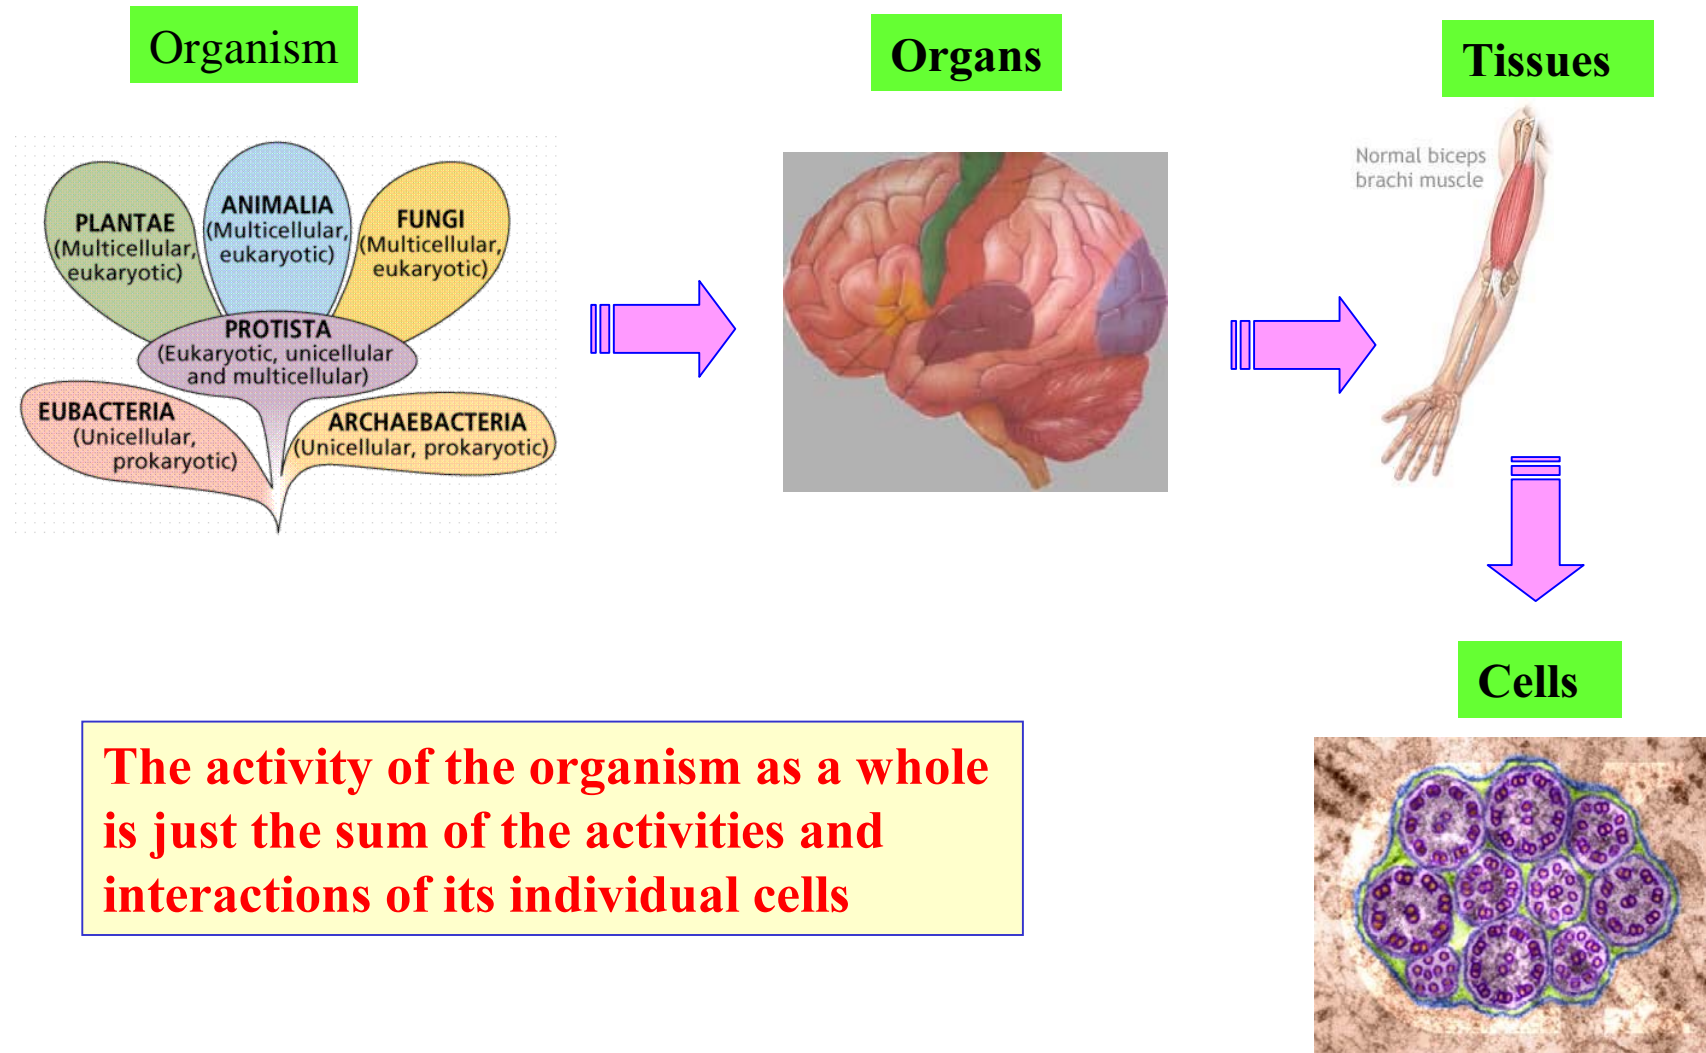 Organism
Organs
Tissues
PLANTAE
(Multicellular,
eukaryotic)
ANIMALIA
(Multicellular,
eukaryotic)
FUNGI
(Multicellular,
eukaryotic)
PROTISTA
(Eukaryotic, unicellular
and multicellular)
EUBACTERIA
(Unicellular,
prokaryotic)
ARCHAEBACTERIA
(Unicellular, prokaryotic)
Normal biceps
brachi muscle
Cells
The activity of the organism as a whole
is just the sum of the activities and
interactions of its individual cells